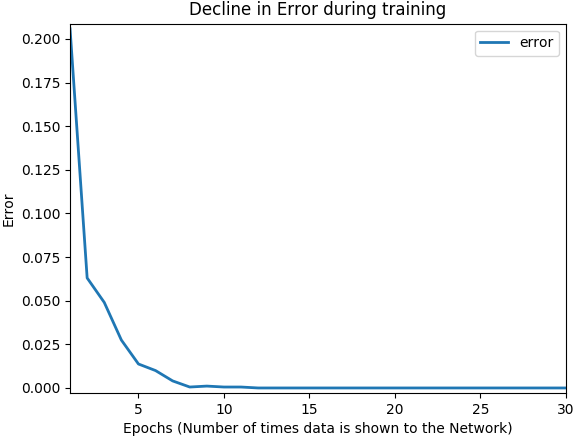 Decline in Error during training
error
Error
0.200
0.175
0.150
0.125
0.100
0.075
0.050
0.025
0.000
5 10 15 20 25 30
Epochs (Number of times data is shown to the Network)